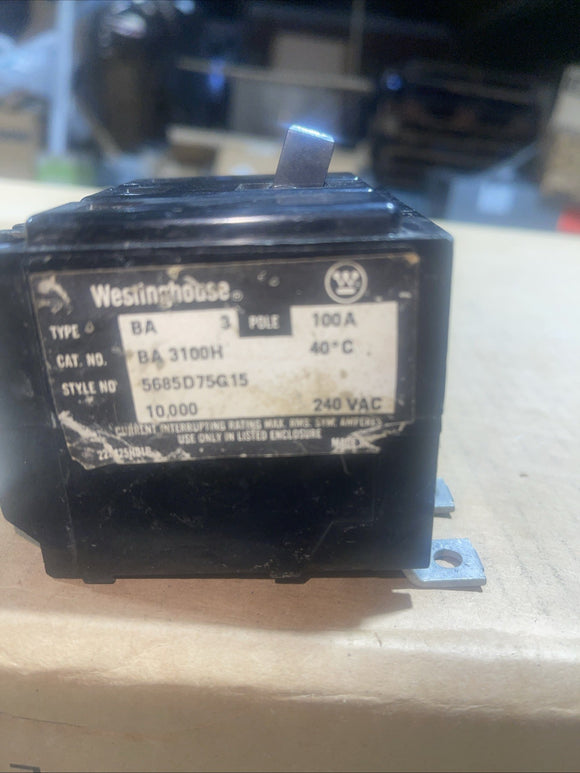 Westinghouse
W
TYPE BA 3 POLE 100A
CAT. NO. BA 3100H 40°C
STYLE NO 5685D75G15
10,000 240 VAC
CURRENT INTERRUPTING RATING MAX. RMS. SYM. AMPERES
USE ONLY IN LISTED ENCLOSURE